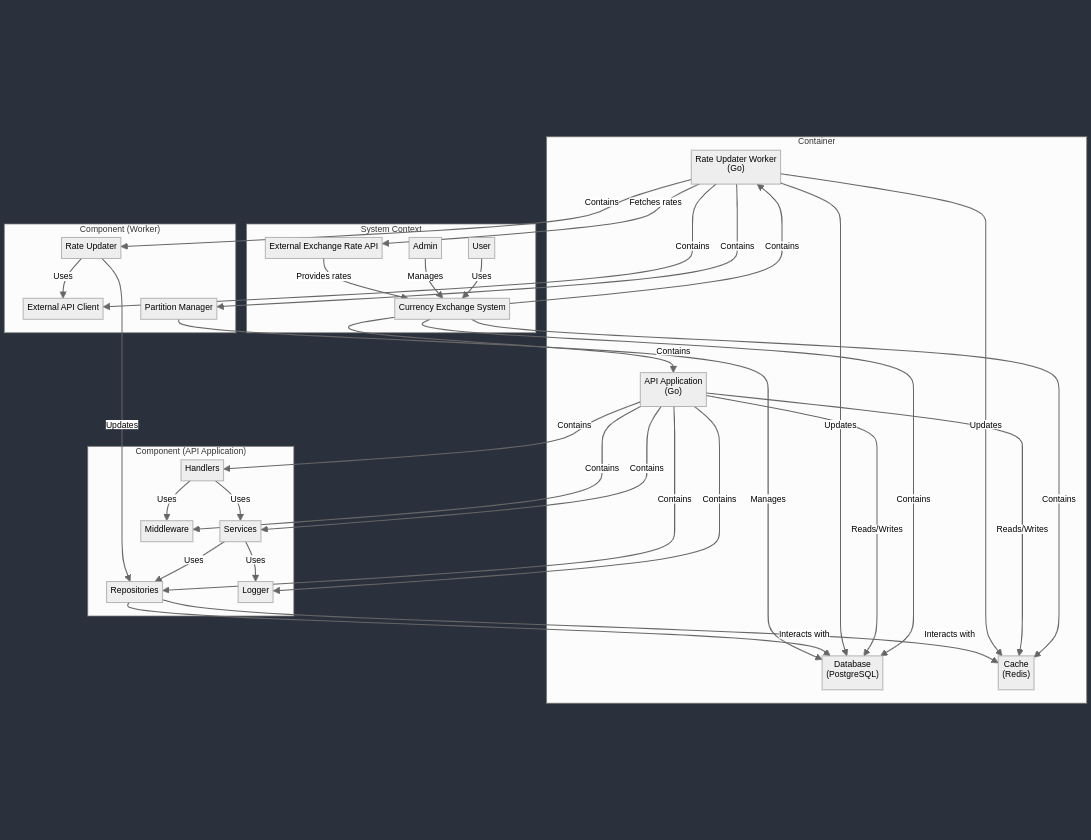 Container
Rate Updater Worker
(Go)
Contains
Fetches rates
Component (Worker)
System Context
Rate Updater
External Exchange Rate API
Admin
User
Contains
Contains
Contains
Uses
Provides rates
Manages
Uses
External API Client
Partition Manager
Currency Exchange System
Contains
API Application
(Go)
Updates
Contains
Updates
Updates
Component (API Application)
Handlers
Contains
Contains
Uses
Uses
Contains
Contains
Manages
Contains
Contains
Middleware
Services
Reads/Writes
Reads/Writes
Uses
Uses
Repositories
Logger
Interacts with
Interacts with
Database
(PostgreSQL)
Cache
(Redis)